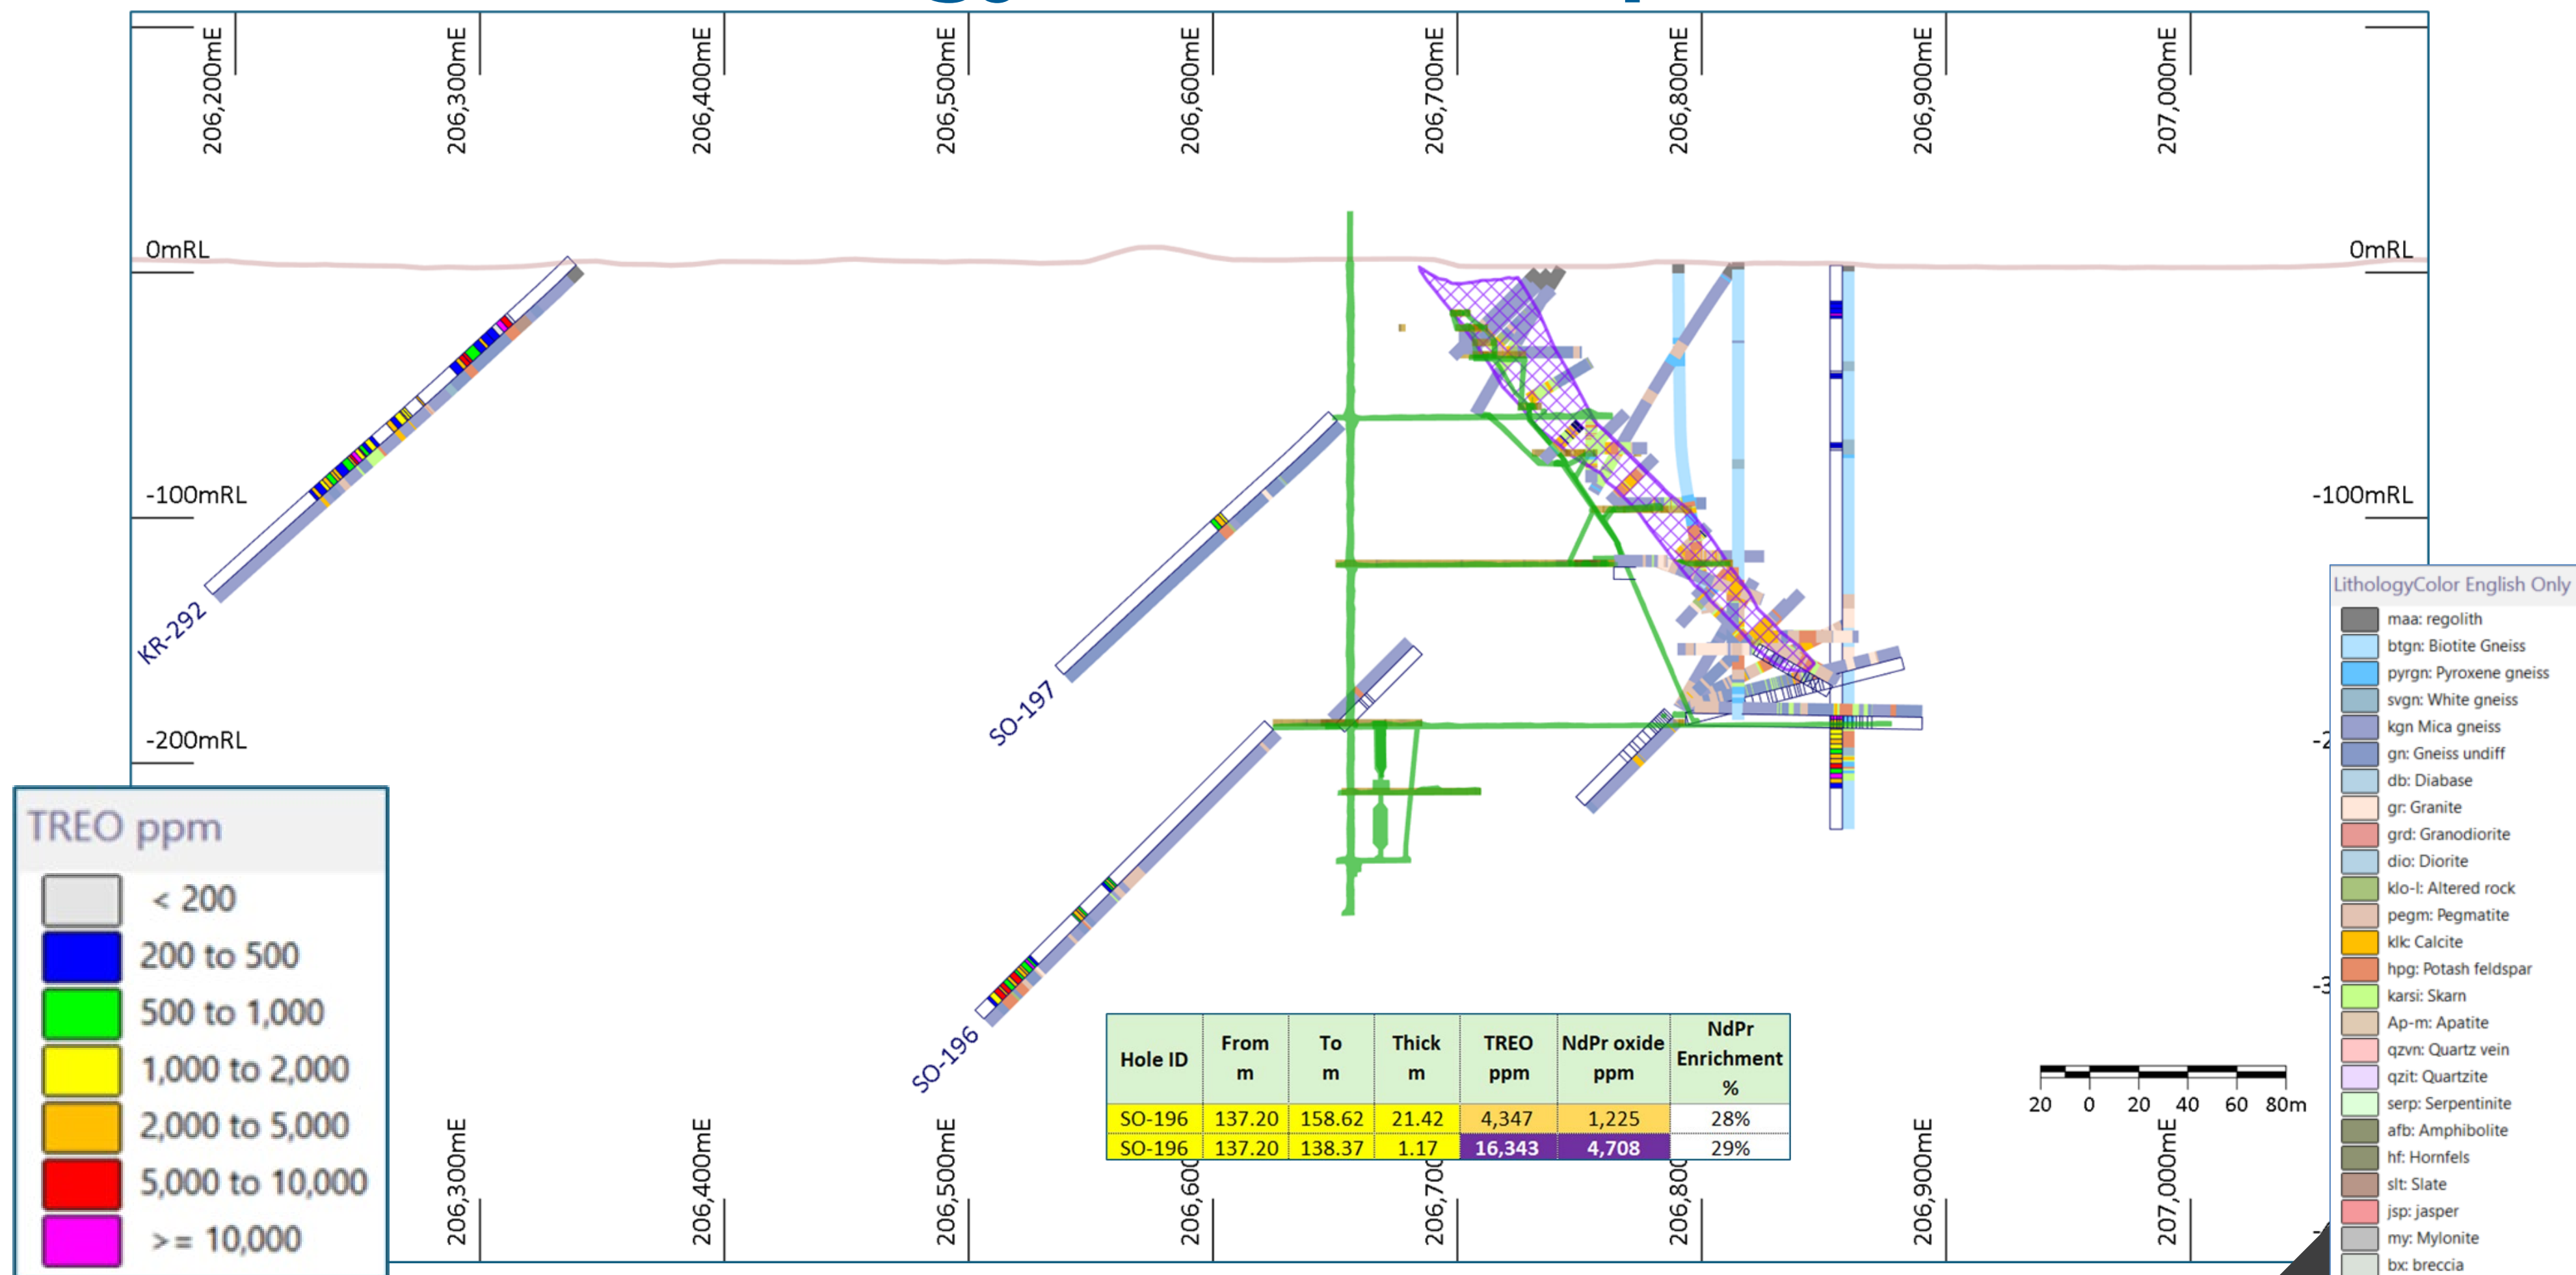 206,200mE
206,300mE
206,400mE
206,500mE
206,600mE
206,700mE
206,800mE
206,900mE
207,000mE
0mRL
0mRL
-100mRL
-100mRL
-200mRL
KR-292
SO-197
SO-196
TREO ppm
< 200
200 to 500
500 to 1,000
1,000 to 2,000
2,000 to 5,000
5,000 to 10,000
>= 10,000
Hole ID From m To m Thick m TREO ppm NdPr oxide ppm NdPr Enrichment %
SO-196 137.20 158.62 21.42 4,347 1,225 28%
SO-196 137.20 138.37 1.17 16,343 4,708 29%
20 0 20 40 60 80m
206,300mE
206,400mE
206,500mE
206,600
206,700
206,800
206,900mE
207,000mE
LithologyColor English Only
maa: regolith
btgn: Biotite Gneiss
pyrgn: Pyroxene gneiss
svgn: White gneiss
kgn Mica gneiss
gn: Gneiss undiff
db: Diabase
gr: Granite
grd: Granodiorite
dio: Diorite
klo-l: Altered rock
pegm: Pegmatite
klk: Calcite
hpg: Potash feldspar
karsi: Skarn
Ap-m: Apatite
qzvn: Quartz vein
qzit: Quartzite
serp: Serpentinite
afb: Amphibolite
hf: Hornfels
slt: Slate
jsp: jasper
my: Mylonite
bx: breccia